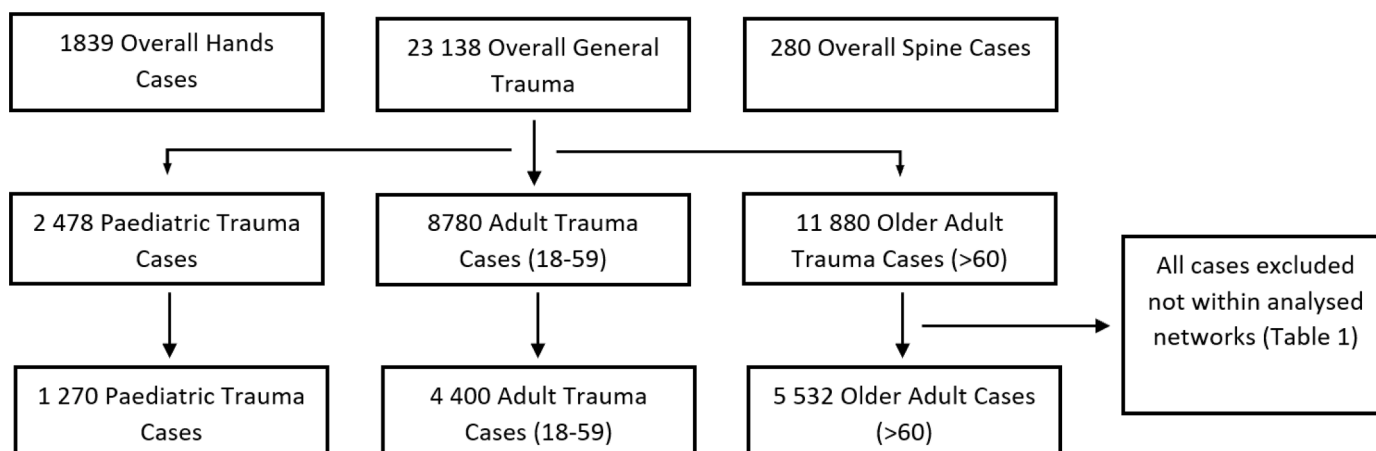 1839 Overall Hands
Cases
23 138 Overall General
Trauma
280 Overall Spine Cases
2 478 Paediatric Trauma
Cases
8780 Adult Trauma
Cases (18-59)
11 880 Older Adult
Trauma Cases (>60)
All cases excluded
not within analysed
networks (Table 1)
1 270 Paediatric Trauma
Cases
4 400 Adult Trauma
Cases (18-59)
5 532 Older Adult Cases
(>60)